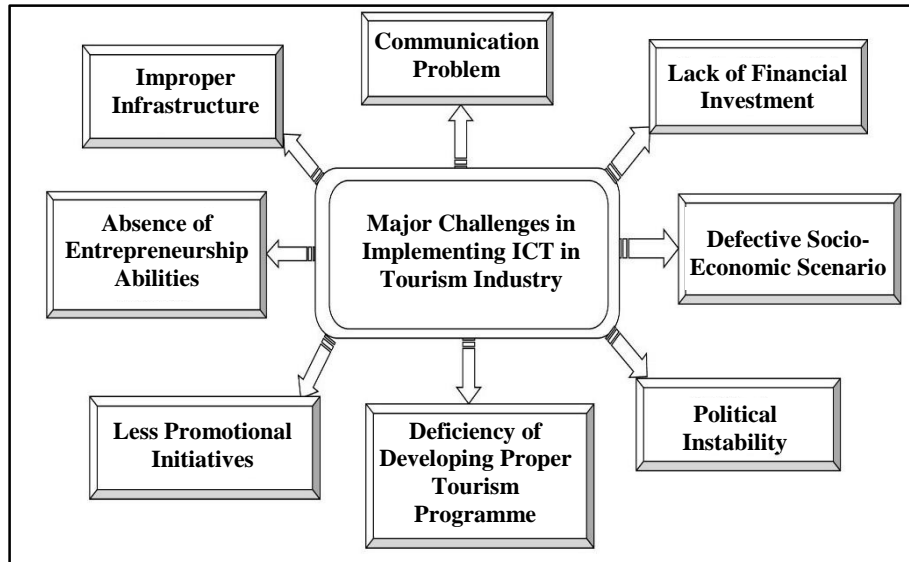 Communication
Problem
Improper
Infrastructure
Lack of Financial
Investment
Absence of
Entrepreneurship
Abilities
Major Challenges in
Implementing ICT in
Tourism Industry
Defective Socio-
Economic Scenario
Less Promotional
Initiatives
Deficiency of
Developing Proper
Tourism
Programme
Political
Instability